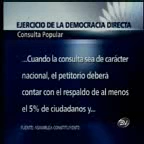 EJERCICIO DE LA DEMOCRACIA DIRECTA
Consulta Popular
...Cuando la consulta sea de carácter
nacional, el petitorio deberá
contar con el respaldo de al menos
el 5% de ciudadanos y...
FUENTE: ASAMBLEA CONSTITUYENTE